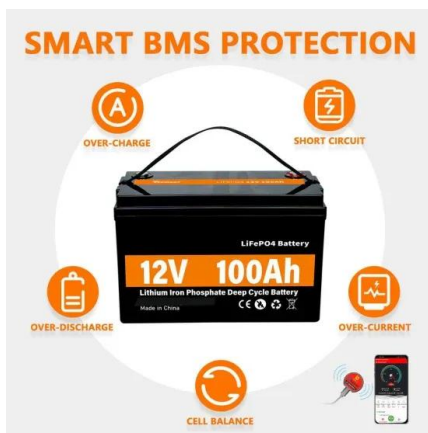 SMART BMS PROTECTION
A
OVER-CHARGE
SHORT CIRCUIT
LiFePO4 Battery
12V 100Ah
Lithium Iron Phosphate Deep Cycle Battery
Made in China
CE
OVER-DISCHARGE
OVER-CURRENT
CELL BALANCE